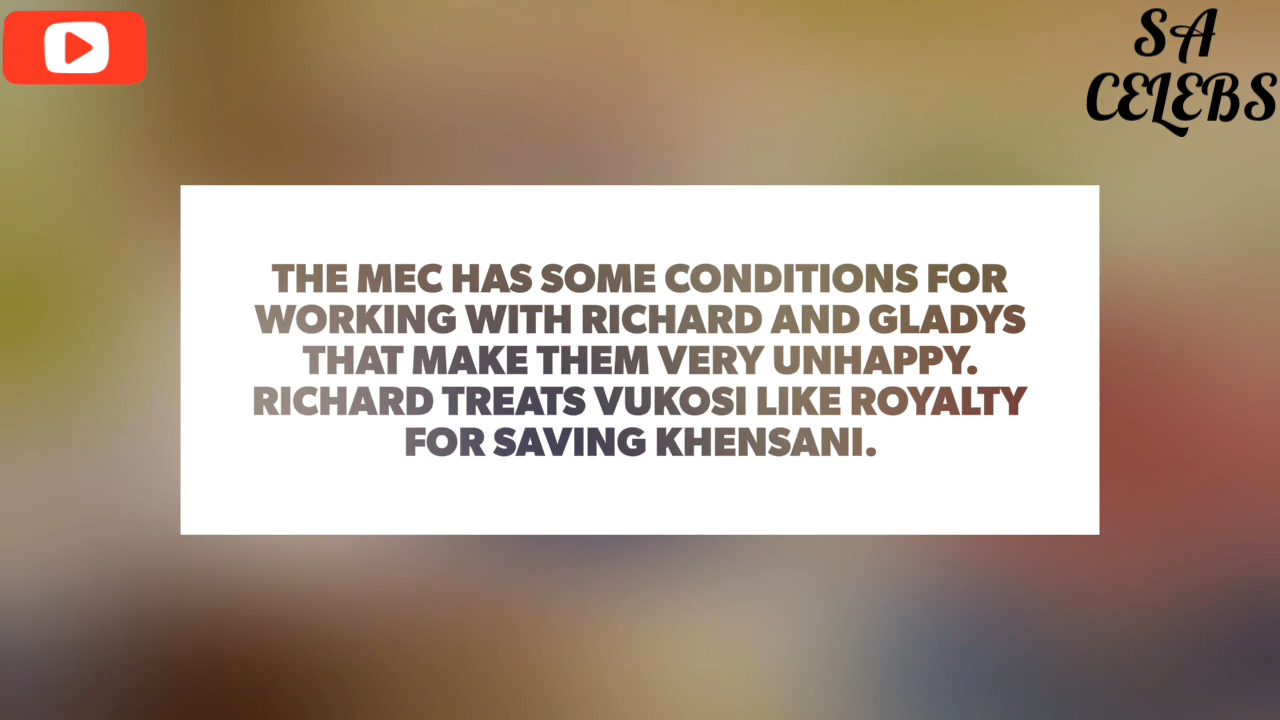 SA
CELEBS
THE MEC HAS SOME CONDITIONS FOR
WORKING WITH RICHARD AND GLADYS
THAT MAKE THEM VERY UNHAPPY.
RICHARD TREATS VUKOSI LIKE ROYALTY
FOR SAVING KHENSANI.